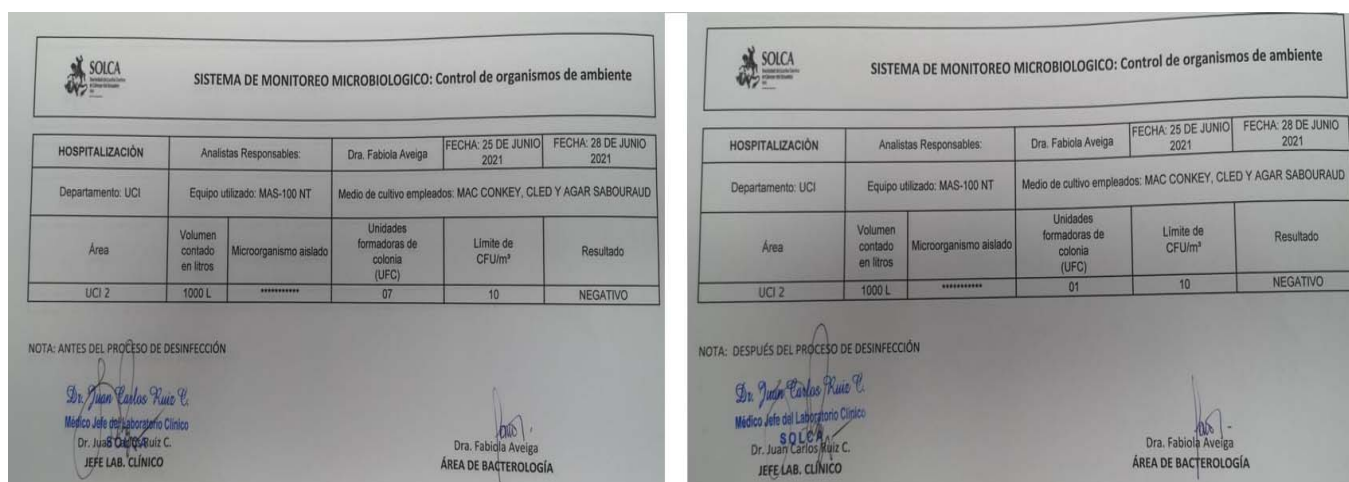 SOLCA
SISTEMA DE MONITOREO MICROBIOLOGICO: Control de organismos de ambiente
HOSPITALIZACIÓN
Analistas Responsables:
Dra. Fabiola Aveiga
FECHA: 25 DE JUNIO 2021
FECHA: 28 DE JUNIO 2021
Departamento: UCI
Equipo utilizado: MAS-100 NT
Medio de cultivo empleados: MAC CONKEY, CLED Y AGAR SABOURAUD
Área
Volumen contado en litros
Microorganismo aislado
Unidades formadoras de colonia (UFC)
Límite de CFU/m³
Resultado
UCI 2
1000 L
***********
07
10
NEGATIVO
NOTA: ANTES DEL PROCESO DE DESINFECCIÓN
Dr. Juan Carlos Ruiz C.
Médico Jefe del Laboratorio Clínico
SOLCA
Dr. Juan Carlos Ruiz C.
JEFE LAB. CLÍNICO
Dra. Fabiola Aveiga
ÁREA DE BACTEROLOGÍA
SOLCA
SISTEMA DE MONITOREO MICROBIOLOGICO: Control de organismos de ambiente
HOSPITALIZACIÓN
Analistas Responsables:
Dra. Fabiola Aveiga
FECHA: 25 DE JUNIO 2021
FECHA: 28 DE JUNIO 2021
Departamento: UCI
Equipo utilizado: MAS-100 NT
Medio de cultivo empleados: MAC CONKEY, CLED Y AGAR SABOURAUD
Área
Volumen contado en litros
Microorganismo aislado
Unidades formadoras de colonia (UFC)
Límite de CFU/m³
Resultado
UCI 2
1000 L
***********
01
10
NEGATIVO
NOTA: DESPUÉS DEL PROCESO DE DESINFECCIÓN
Dr. Juan Carlos Ruiz C.
Médico Jefe del Laboratorio Clínico
SOLCA
Dr. Juan Carlos Ruiz C.
JEFE LAB. CLÍNICO
Dra. Fabiola Aveiga
ÁREA DE BACTEROLOGÍA